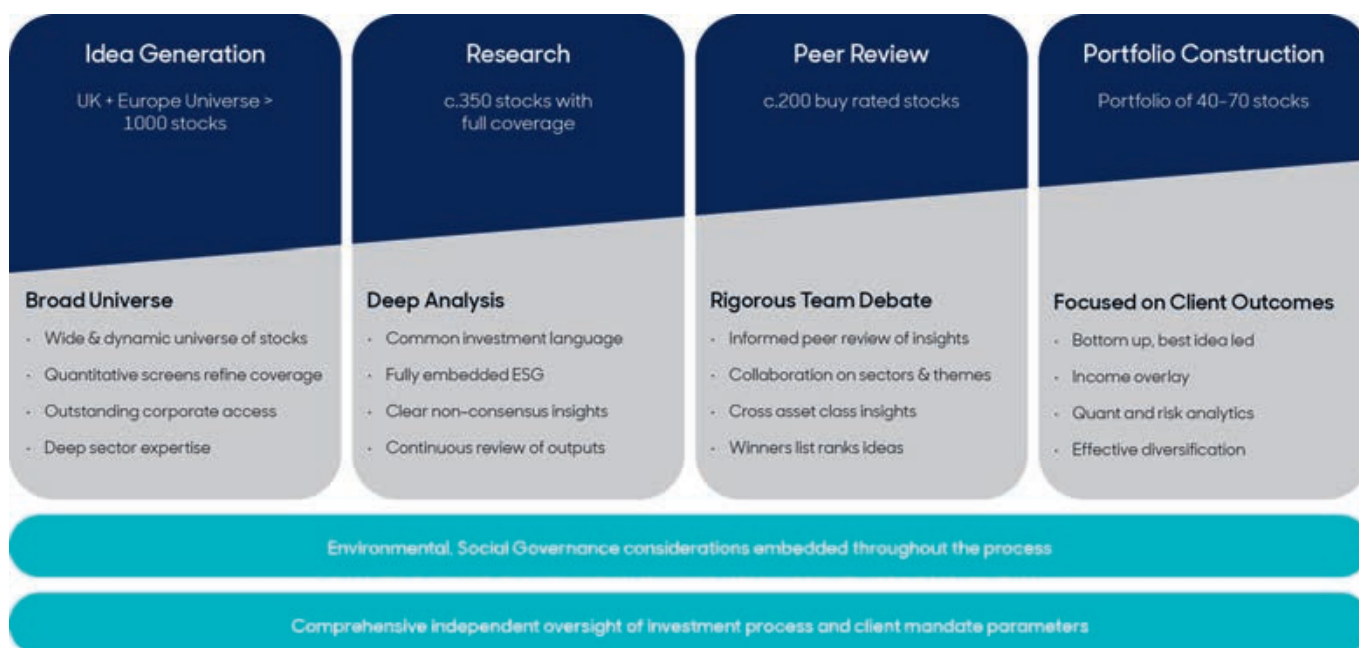 Idea Generation
UK + Europe Universe >
1000 stocks
Broad Universe
· Wide & dynamic universe of stocks
· Quantitative screens refine coverage
· Outstanding corporate access
· Deep sector expertise
Research
c.350 stocks with
full coverage
Deep Analysis
· Common investment language
· Fully embedded ESG
· Clear non-consensus insights
· Continuous review of outputs
Peer Review
c.200 buy rated stocks
Rigorous Team Debate
· Informed peer review of insights
· Collaboration on sectors & themes
· Cross asset class insights
· Winners list ranks ideas
Portfolio Construction
Portfolio of 40-70 stocks
Focused on Client Outcomes
· Bottom up, best idea led
· Income overlay
· Quant and risk analytics
· Effective diversification
Environmental, Social Governance considerations embedded throughout the process
Comprehensive independent oversight of investment process and client mandate parameters